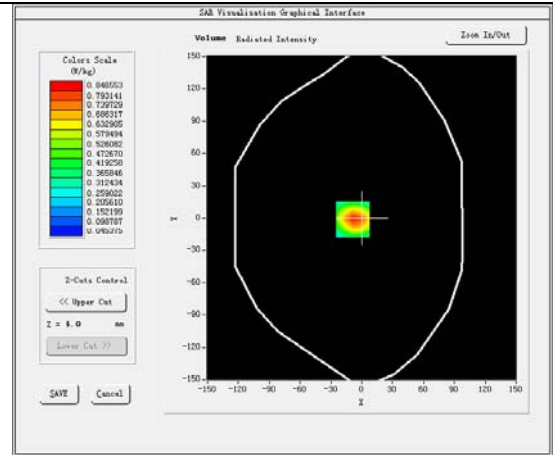 SAR Visualisation Graphical Interface
Volume Radiated Intensity
Zoom In/Out
Colors Scale
(W/kg)
0.846553
0.793141
0.739729
0.686317
0.632905
0.579494
0.526082
0.472670
0.419258
0.365846
0.312434
0.259022
0.205610
0.152199
0.098787
0.045375
150
120
90
60
30
0
-30
-60
-90
-120
-150
Y
-150 -120 -90 -60 -30 0 30 60 90 120 150
X
Z-Cuts Control
<< Upper Cut
Z = 4.0 mm
Lower Cut >>
SAVE Cancel